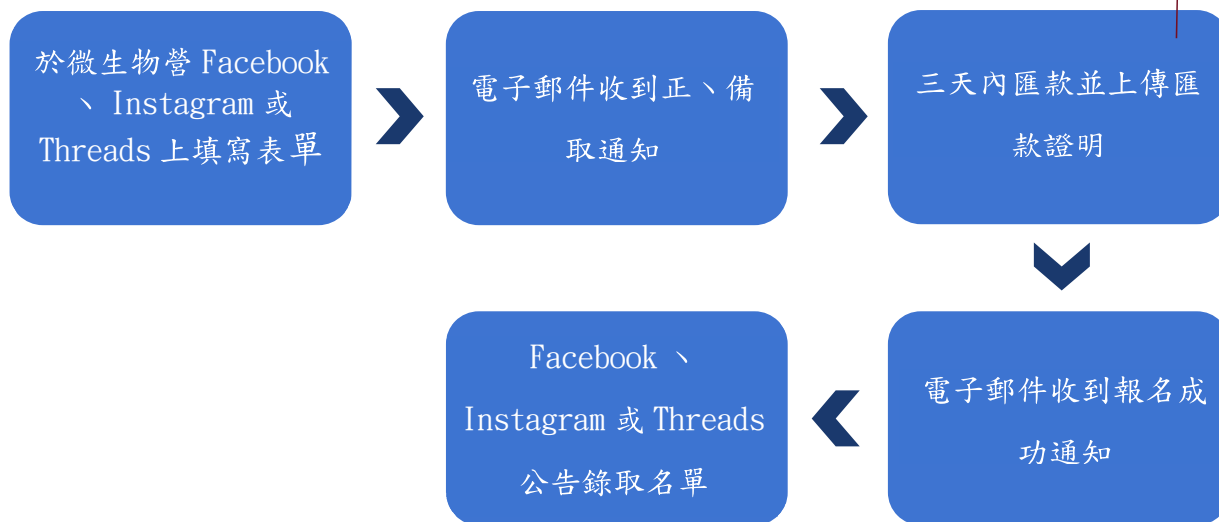 於微生物營 Facebook
、 Instagram 或
Threads 上填寫表單
電子郵件收到正、備
取通知
三天內匯款並上傳匯
款證明
電子郵件收到報名成
功通知
Facebook 、
Instagram 或 Threads
公告錄取名單